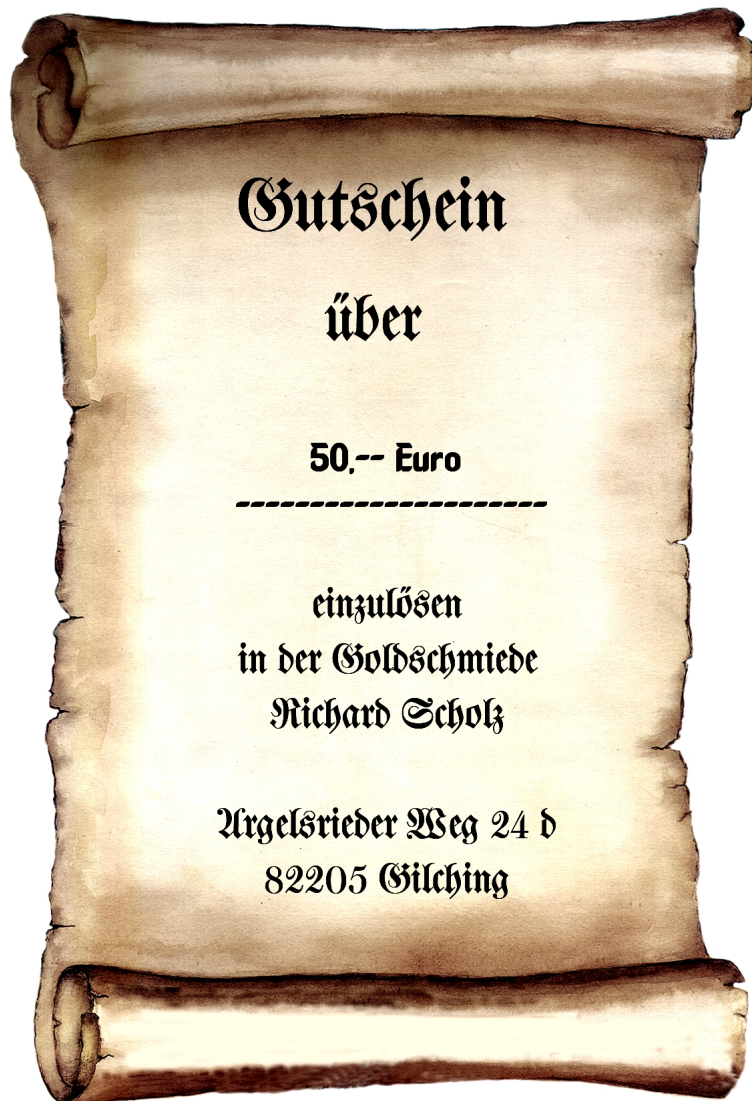 Gutschein
über
50,-- Euro
---------------------
einzulösen
in der Goldschmiede
Richard Scholz
Argelsrieder Weg 24 d
82205 Gilching